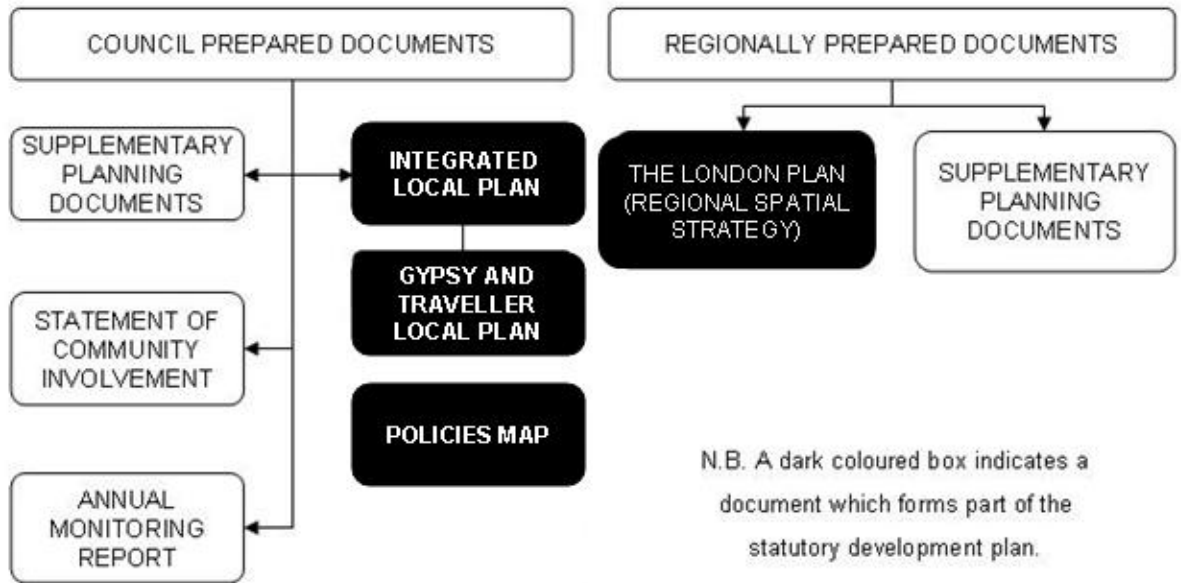 COUNCIL PREPARED DOCUMENTS
SUPPLEMENTARY
PLANNING
DOCUMENTS
INTEGRATED
LOCAL PLAN
GYPSY AND
TRAVELLER
LOCAL PLAN
STATEMENT OF
COMMUNITY
INVOLVEMENT
POLICIES MAP
ANNUAL
MONITORING
REPORT
REGIONALLY PREPARED DOCUMENTS
THE LONDON PLAN
(REGIONAL SPATIAL
STRATEGY)
SUPPLEMENTARY
PLANNING
DOCUMENTS
N.B. A dark coloured box indicates a
document which forms part of the
statutory development plan.